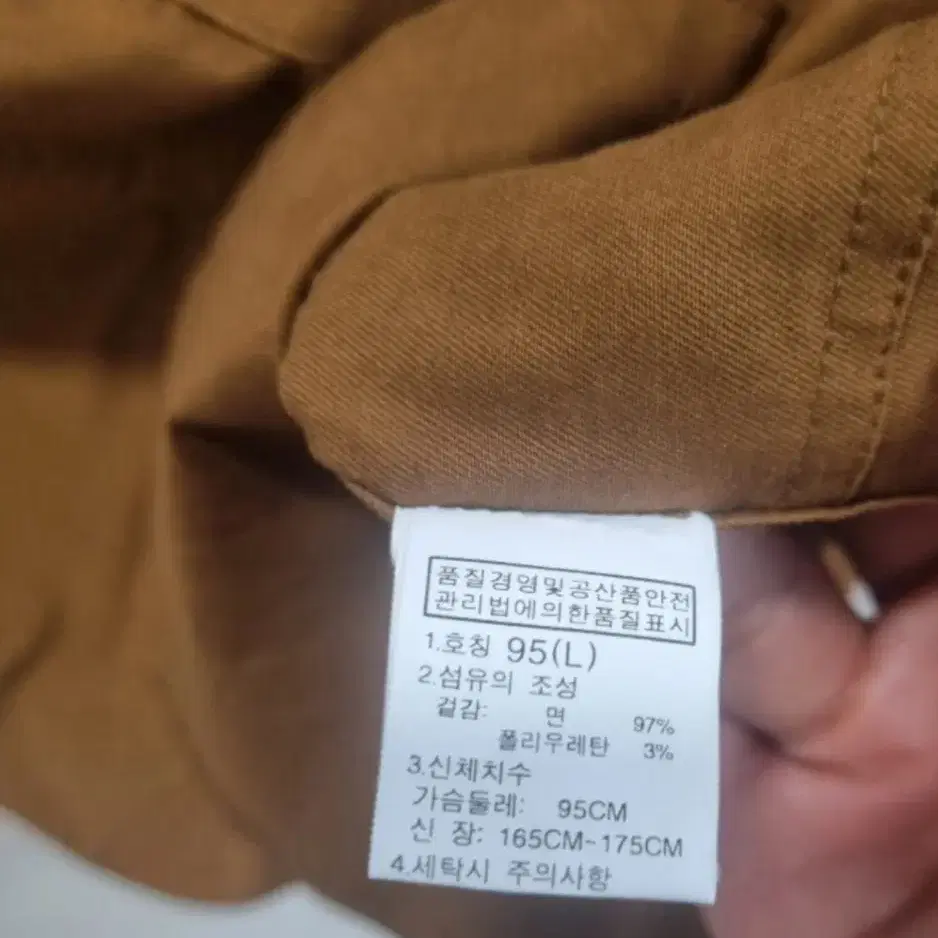 품질경영및공산품안전
관리법에의한품질표시
1.호칭 95(L)
2.섬유의 조성
겉감: 면 97%
폴리우레탄 3%
3.신체치수
가슴둘레: 95CM
신 장: 165CM~175CM
4.세탁시 주의사항